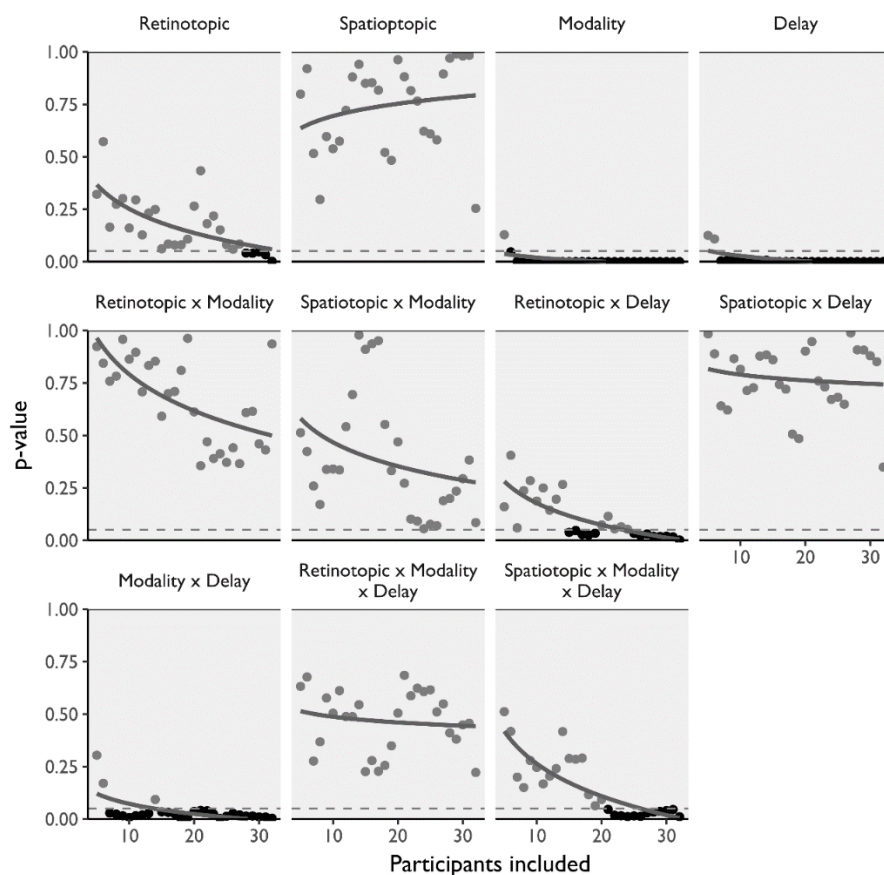 Retinotopic Spatioptopic Modality Delay
1.00
0.75
0.50
0.25
0.00
Retinotopic x Modality Spatiotopic x Modality Retinotopic x Delay Spatiotopic x Delay
1.00
0.75
0.50
0.25
0.00
p-value
10 20 30
Modality x Delay Retinotopic x Modality x Delay Spatiotopic x Modality x Delay
1.00
0.75
0.50
0.25
0.00
10 20 30 10 20 30 10 20 30
Participants included